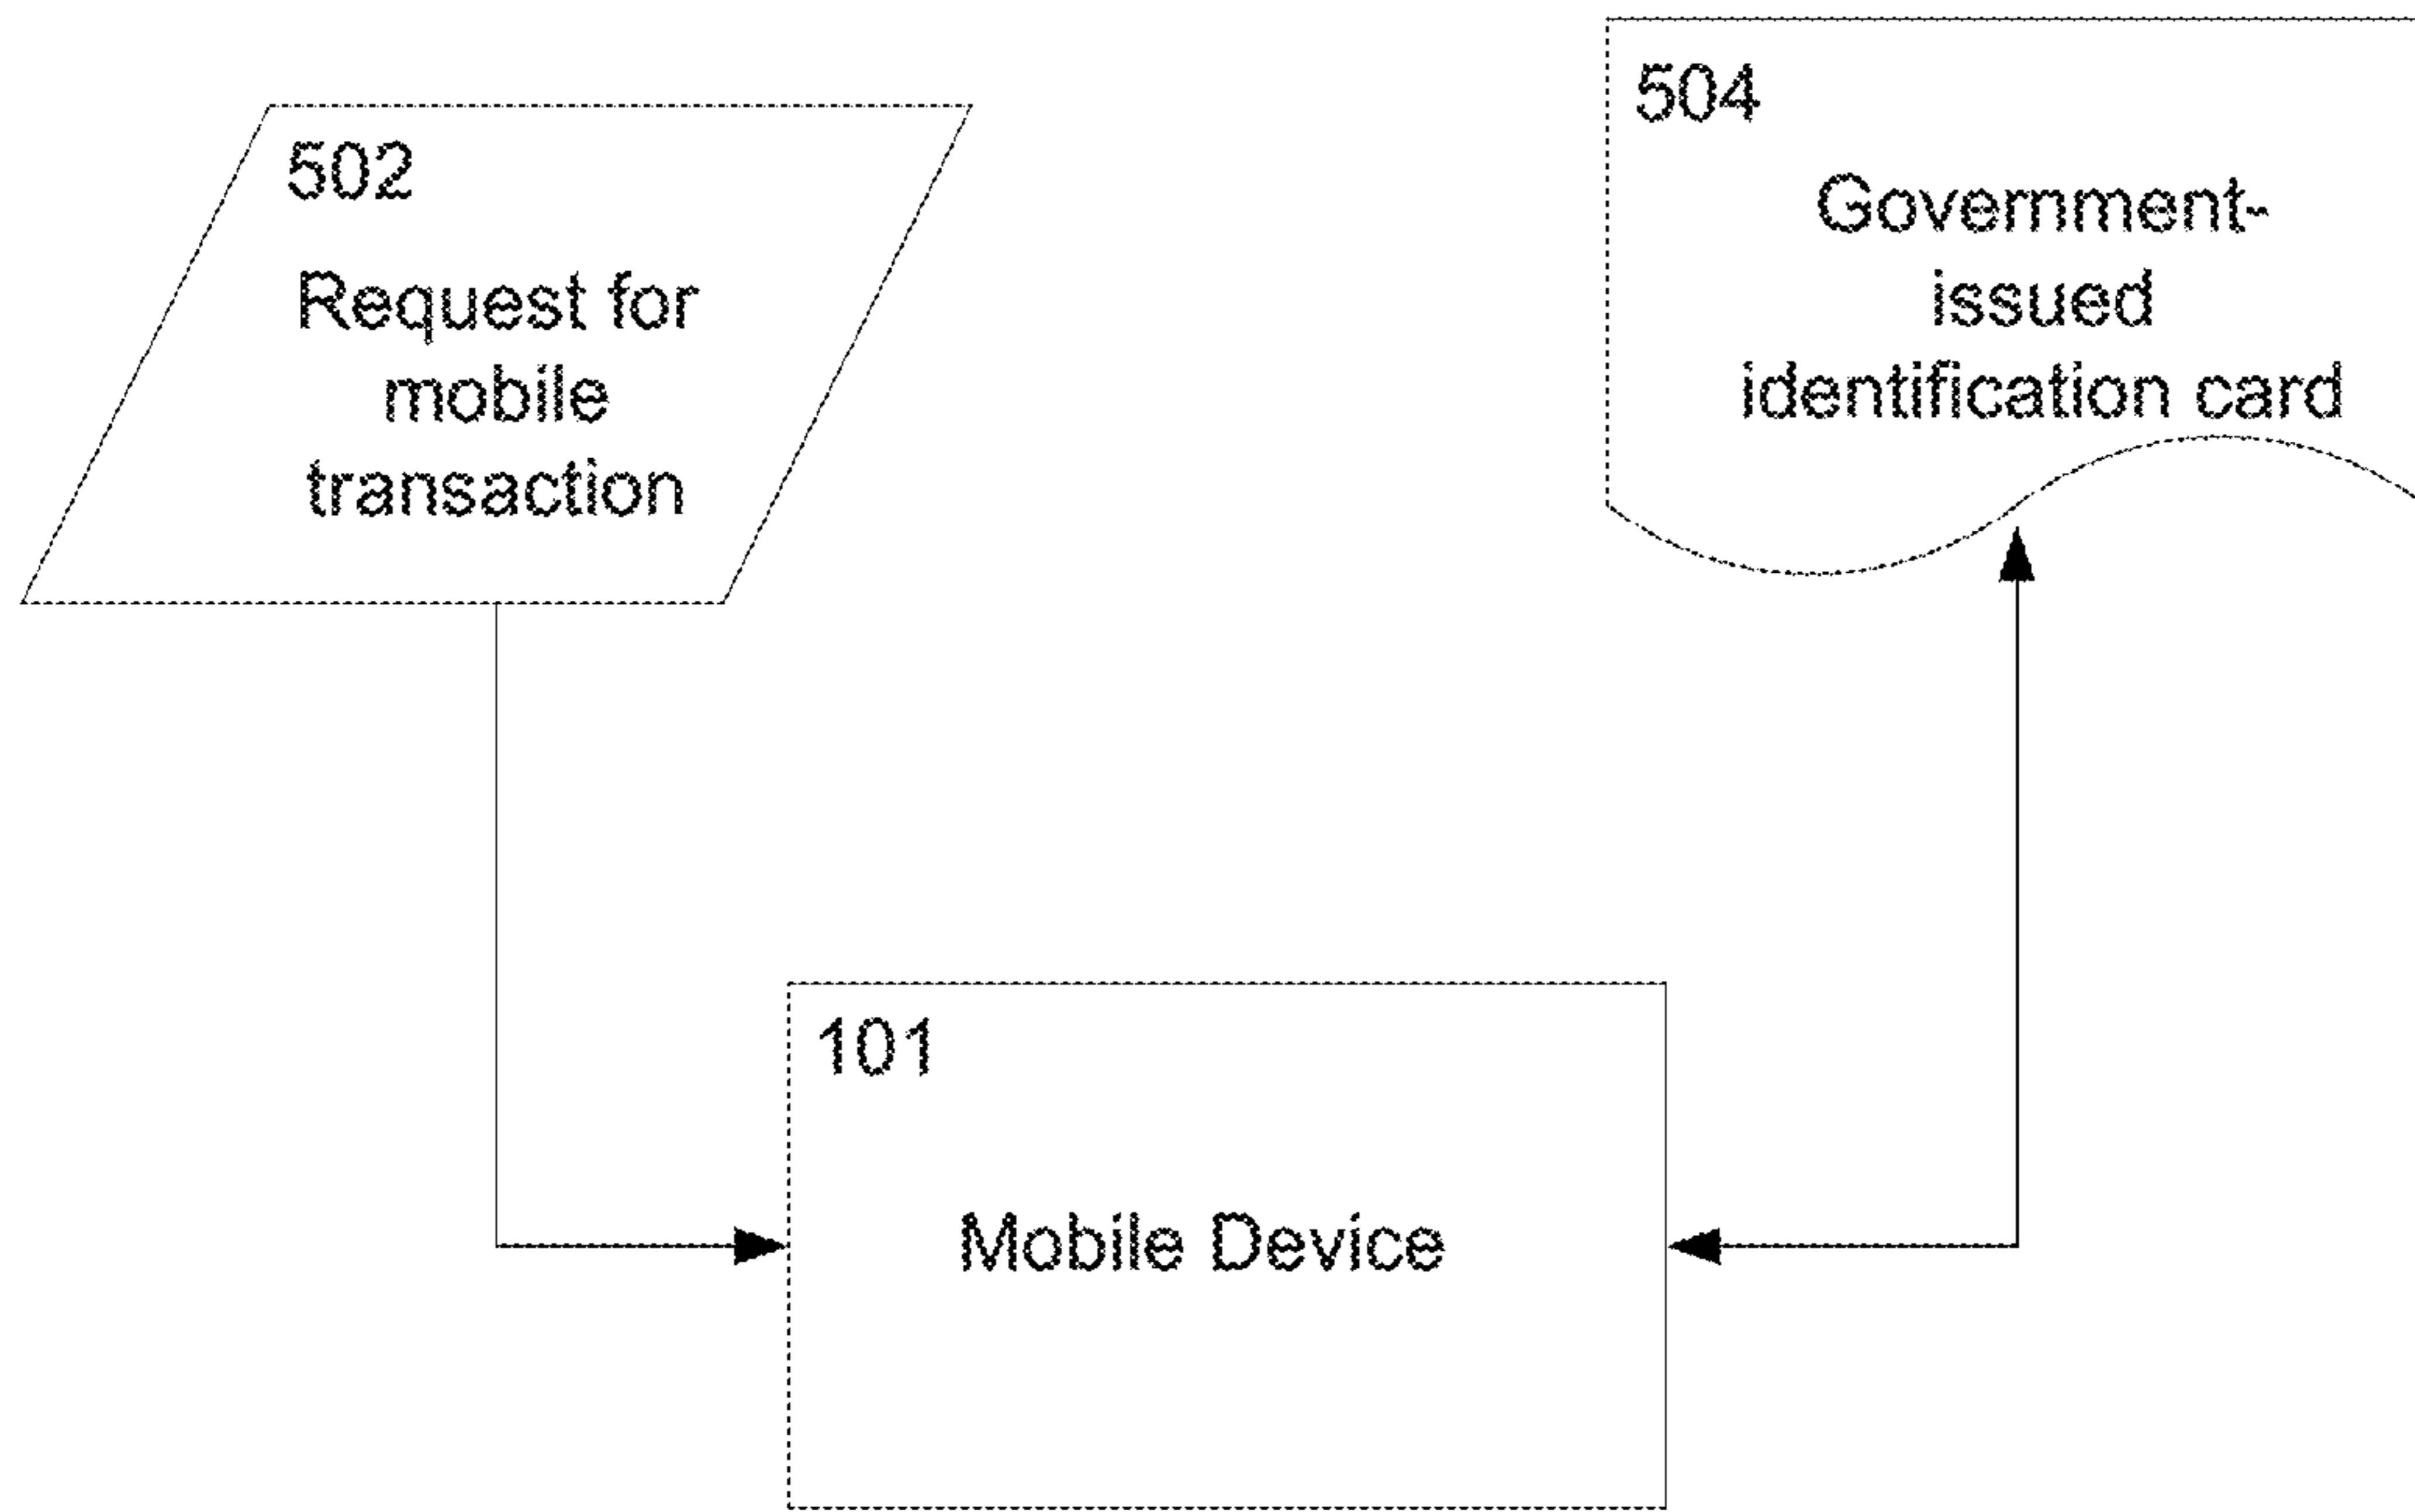 502
Request for
mobile
transaction
504
Government-
issued
identification card
101
Mobile Device